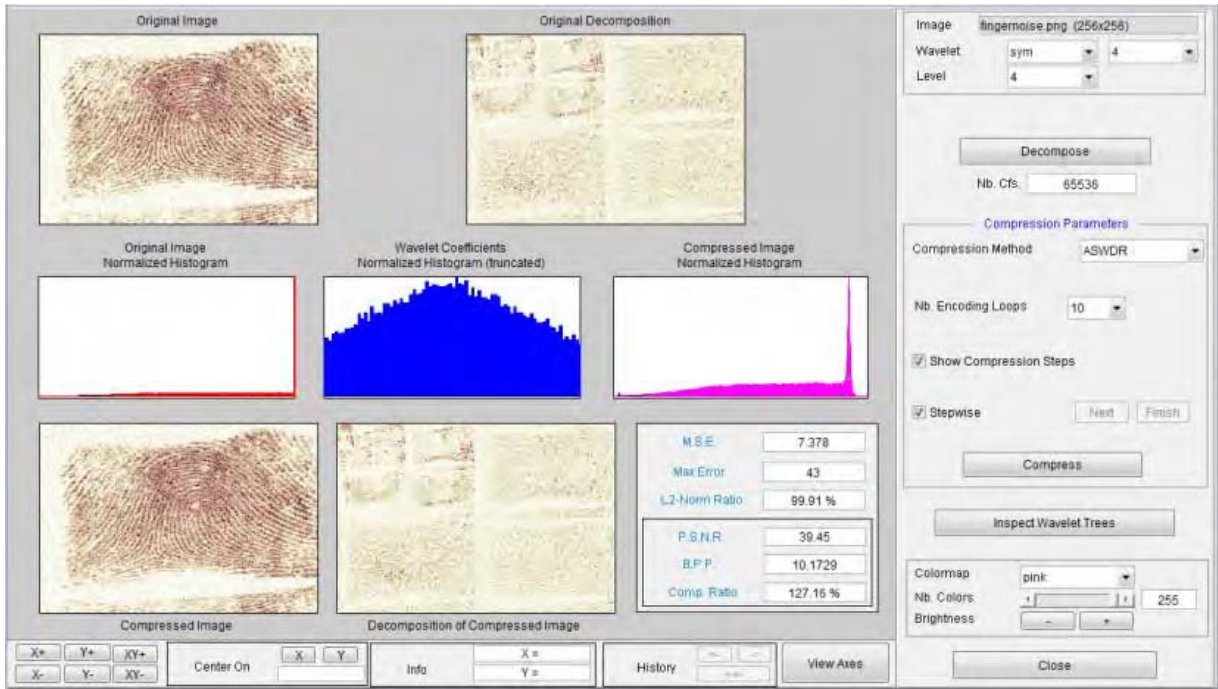 Original Image
Original Decomposition
Original Image
Normalized Histogram
Wavelet Coefficients
Normalized Histogram (truncated)
Compressed Image
Normalized Histogram
M.S.E. 7.378
Max Error 43
L2-Norm Ratio 99.91 %
P.S.N.R. 39.45
B.P.P. 10.1729
Comp. Ratio 127.16 %
Compressed Image
Decomposition of Compressed Image
X+ Y+ XY+
X- Y- XY-
Center On X Y
Info X =
Y =
History
View Axes
Image fingernoise.png (256x256)
Wavelet sym 4
Level 4
Decompose
Nb. Cfs. 65536
Compression Parameters
Compression Method ASWDR
Nb. Encoding Loops 10
Show Compression Steps
Stepwise Next Finish
Compress
Inspect Wavelet Trees
Colormap pink
Nb. Colors 255
Brightness - +
Close